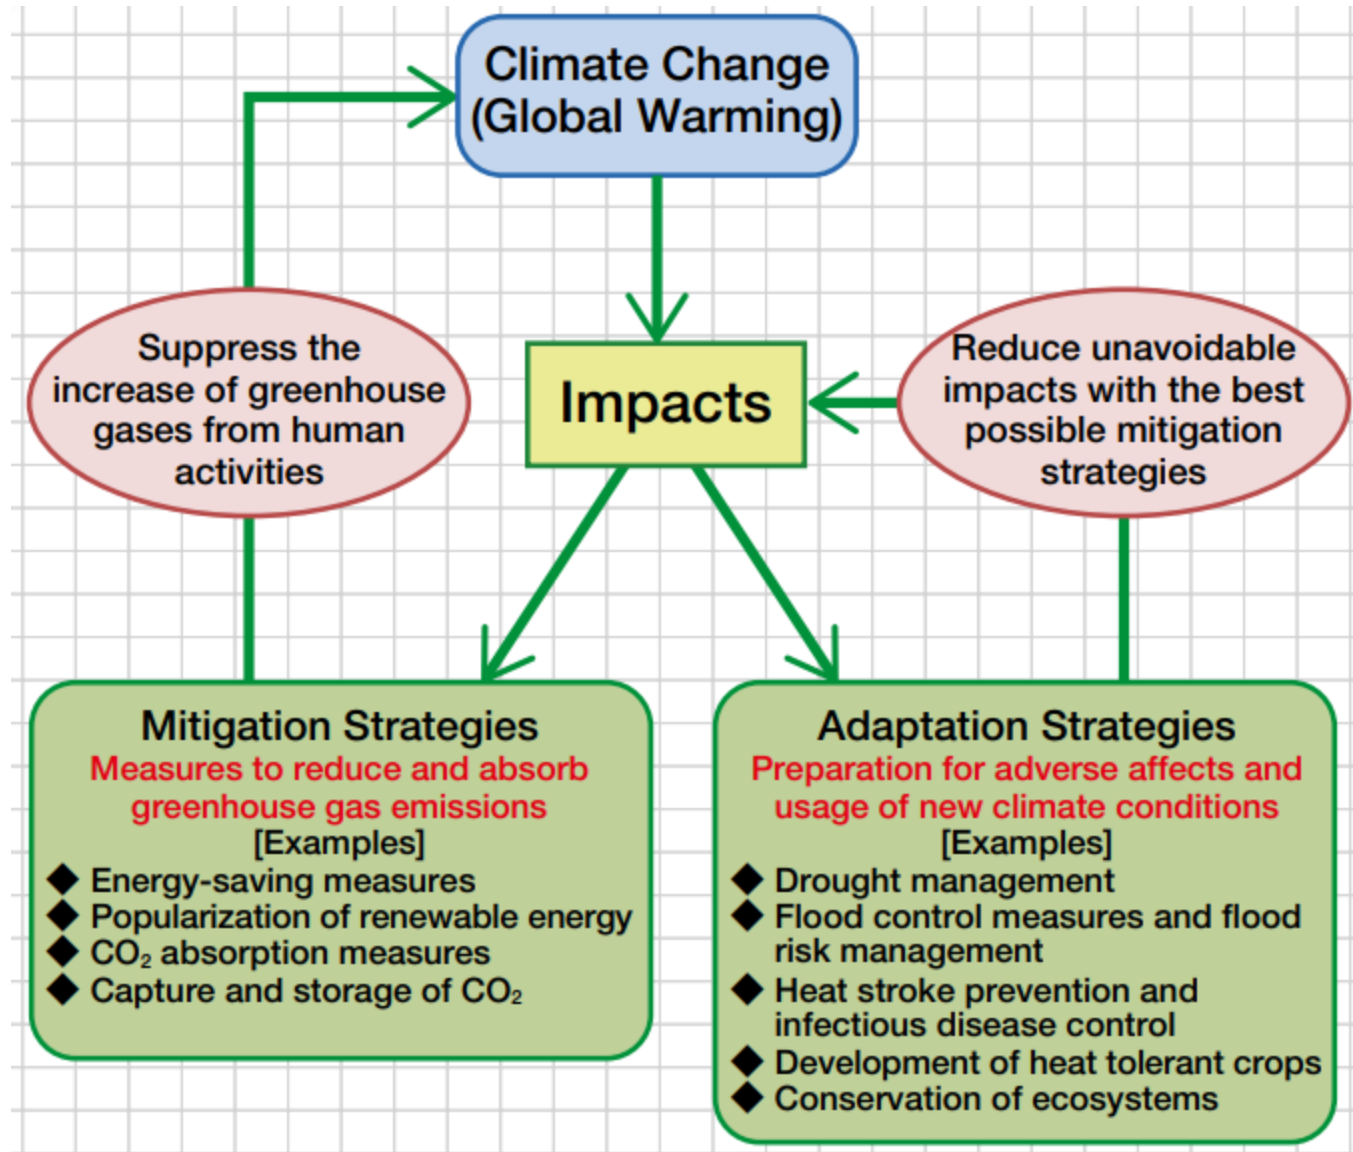 Climate Change
(Global Warming)
Suppress the
increase of greenhouse
gases from human
activities
Impacts
Reduce unavoidable
impacts with the best
possible mitigation
strategies
Mitigation Strategies
Measures to reduce and absorb
greenhouse gas emissions
[Examples]
◆ Energy-saving measures
◆ Popularization of renewable energy
◆ CO₂ absorption measures
◆ Capture and storage of CO₂
Adaptation Strategies
Preparation for adverse affects and
usage of new climate conditions
[Examples]
◆ Drought management
◆ Flood control measures and flood
risk management
◆ Heat stroke prevention and
infectious disease control
◆ Development of heat tolerant crops
◆ Conservation of ecosystems